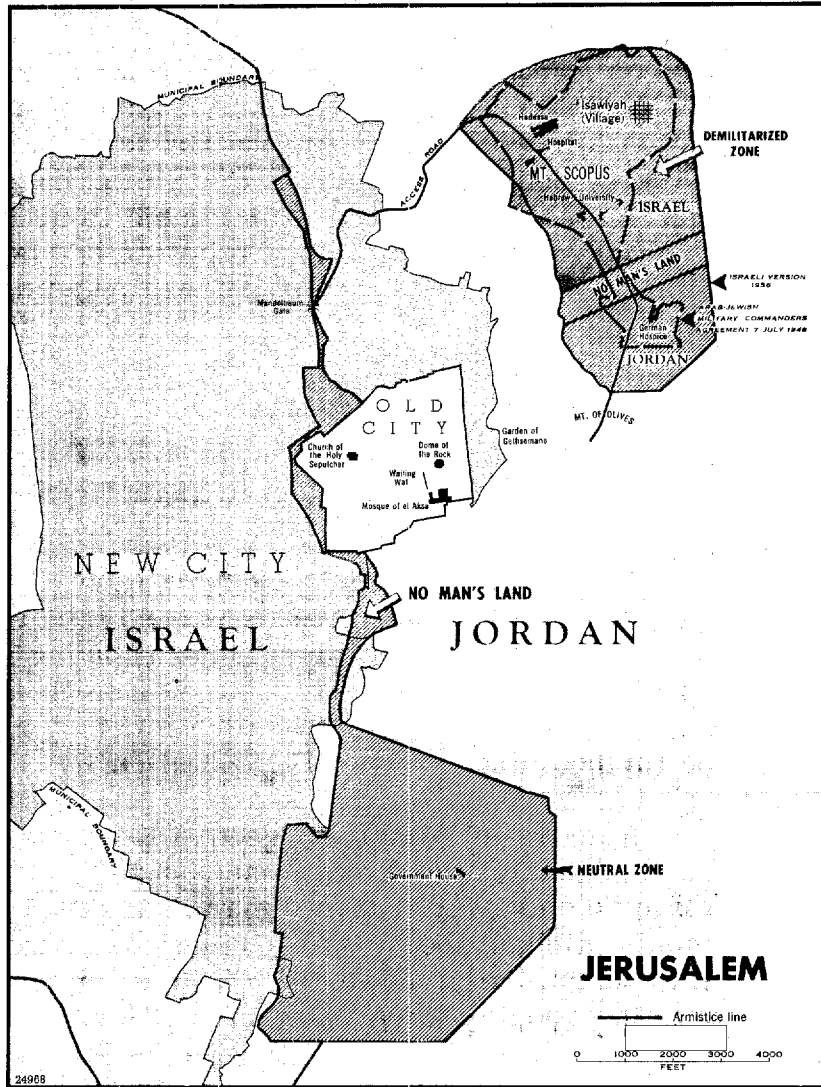 MUNICIPAL BOUNDARY
ACCESS ROAD
Isawiyah
(Village)
Hadassa
Hospital
MT. SCOPUS
Hebrew University
DEMILITARIZED
ZONE
ISRAEL
NO MAN'S LAND
ISRAELI VERSION
1956
ARAB-JEWISH
MILITARY COMMANDERS
AGREEMENT 7 JULY 1948
German
Hospice
JORDAN
MT. OF OLIVES
Mandelbaum
Gate
OLD
CITY
Church of
the Holy
Sepulcher
Dome of
the Rock
Wailing
Wall
Mosque of el Aksa
Garden of
Gethsemane
NEW CITY
ISRAEL
NO MAN'S LAND
JORDAN
MUNICIPAL
BOUNDARY
Government House
NEUTRAL ZONE
JERUSALEM
Armistice line
0 1000 2000 3000 4000
FEET
24966